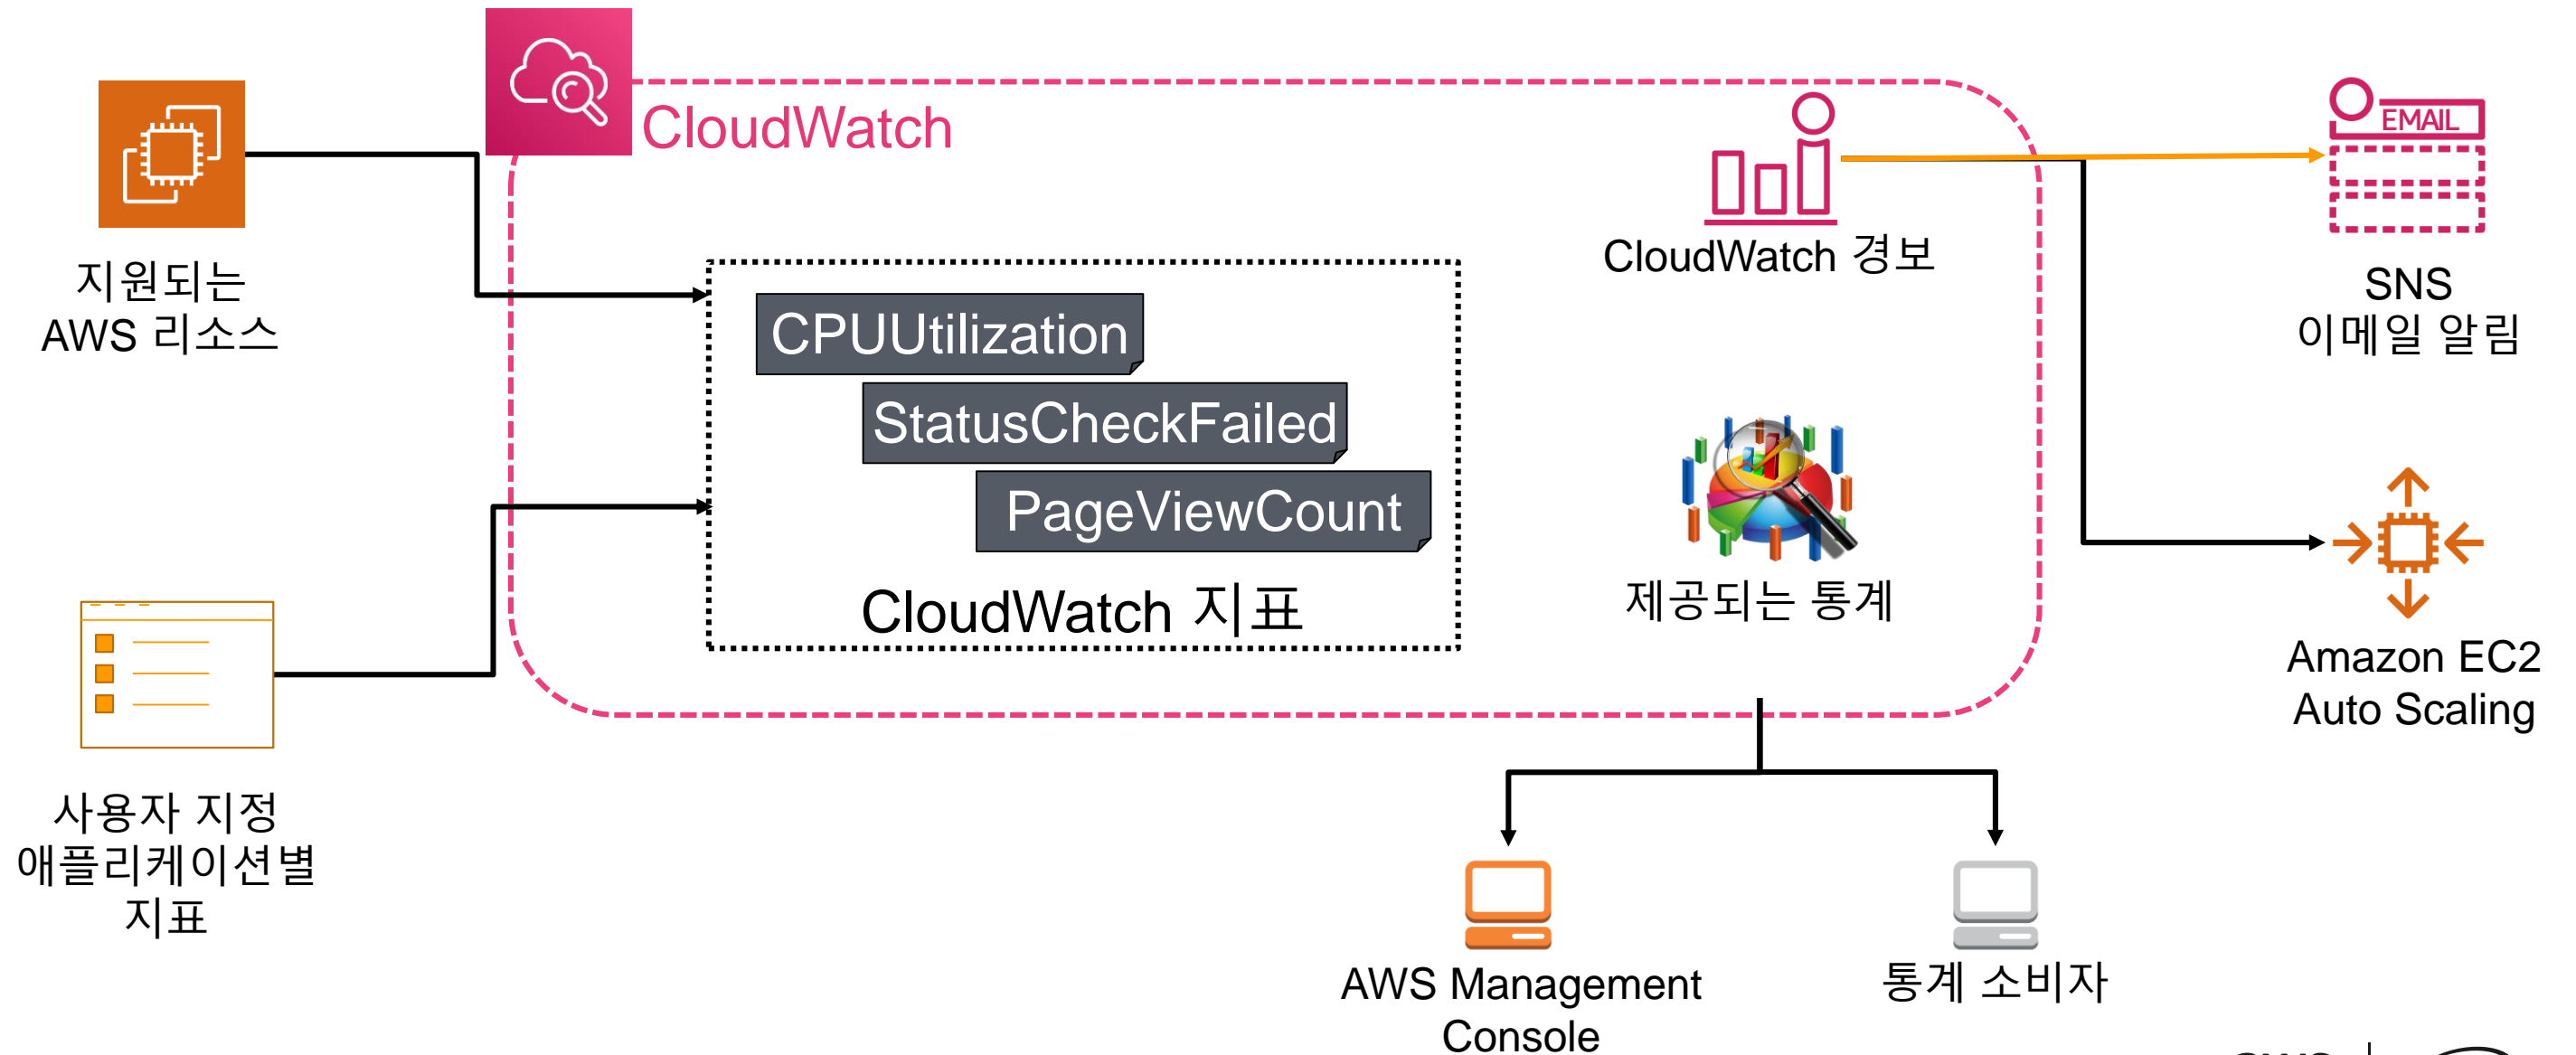 CloudWatch
EMAIL
지원되는
AWS 리소스
CloudWatch 경보
SNS
이메일 알림
CPUUtilization
StatusCheckFailed
PageViewCount
CloudWatch 지표
제공되는 통계
Amazon EC2
Auto Scaling
사용자 지정
애플리케이션별
지표
AWS Management
Console
통계 소비자